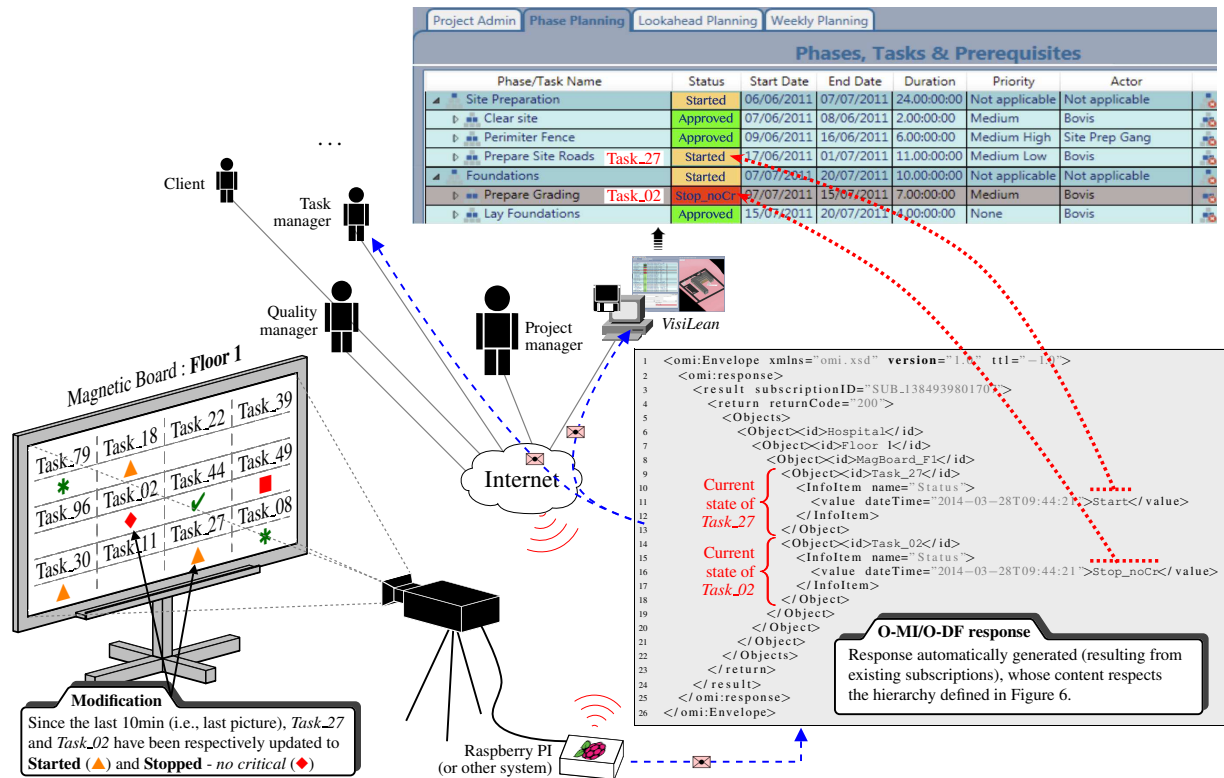 Project Admin Phase Planning Lookahead Planning Weekly Planning
Phases, Tasks & Prerequisites
Phase/Task Name Status Start Date End Date Duration Priority Actor
Site Preparation Started 06/06/2011 07/07/2011 24.00:00:00 Not applicable Not applicable
Clear site Approved 07/06/2011 08/06/2011 2.00:00:00 Medium Bovis
Perimiter Fence Approved 09/06/2011 16/06/2011 6.00:00:00 Medium High Site Prep Gang
Prepare Site Roads Task_27 Started 17/06/2011 01/07/2011 11.00:00:00 Medium Low Bovis
Foundations Started 07/07/2011 20/07/2011 10.00:00:00 Not applicable Not applicable
Prepare Grading Task_02 Stop_noCr 07/07/2011 15/07/2011 7.00:00:00 Medium Bovis
Lay Foundations Approved 15/07/2011 20/07/2011 4.00:00:00 None Bovis
...
Client
Task
manager
Quality
manager
Project
manager
VisiLean
Internet
Magnetic Board : Floor 1
Task_79 Task_18 Task_22 Task_39
Task_96 Task_02 Task_44 Task_49
Task_30 Task_11 Task_27 Task_08
Modification
Since the last 10min (i.e., last picture), Task_27
and Task_02 have been respectively updated to
Started (▲) and Stopped - no critical (◆)
Raspberry PI
(or other system)
1 <omi:Envelope xmlns="omi.xsd" version="1.0" ttl="-1.0">
2 <omi:response>
3 <result subscriptionID="SUB_1384939801707">
4 <return returnCode="200">
5 <Objects>
6 <Object><id>Hospital</id>
7 <Object><id>Floor 1</id>
8 <Object><id>MagBoard_F1</id>
9 <Object><id>Task_27</id>
10 <InfoItem name="Status">
11 <value dateTime="2014-03-28T09:44:21">Start</value>
12 </InfoItem>
13 </Object>
14 <Object><id>Task_02</id>
15 <InfoItem name="Status">
16 <value dateTime="2014-03-28T09:44:21">Stop_noCr</value>
17 </InfoItem>
18 </Object>
19 </Object>
20 </Object>
21 </Object>
22 </Objects>
23 </return>
24 </result>
25 </omi:response>
26 </omi:Envelope>
Current
state of
Task_27
Current
state of
Task_02
O-MI/O-DF response
Response automatically generated (resulting from
existing subscriptions), whose content respects
the hierarchy defined in Figure 6.